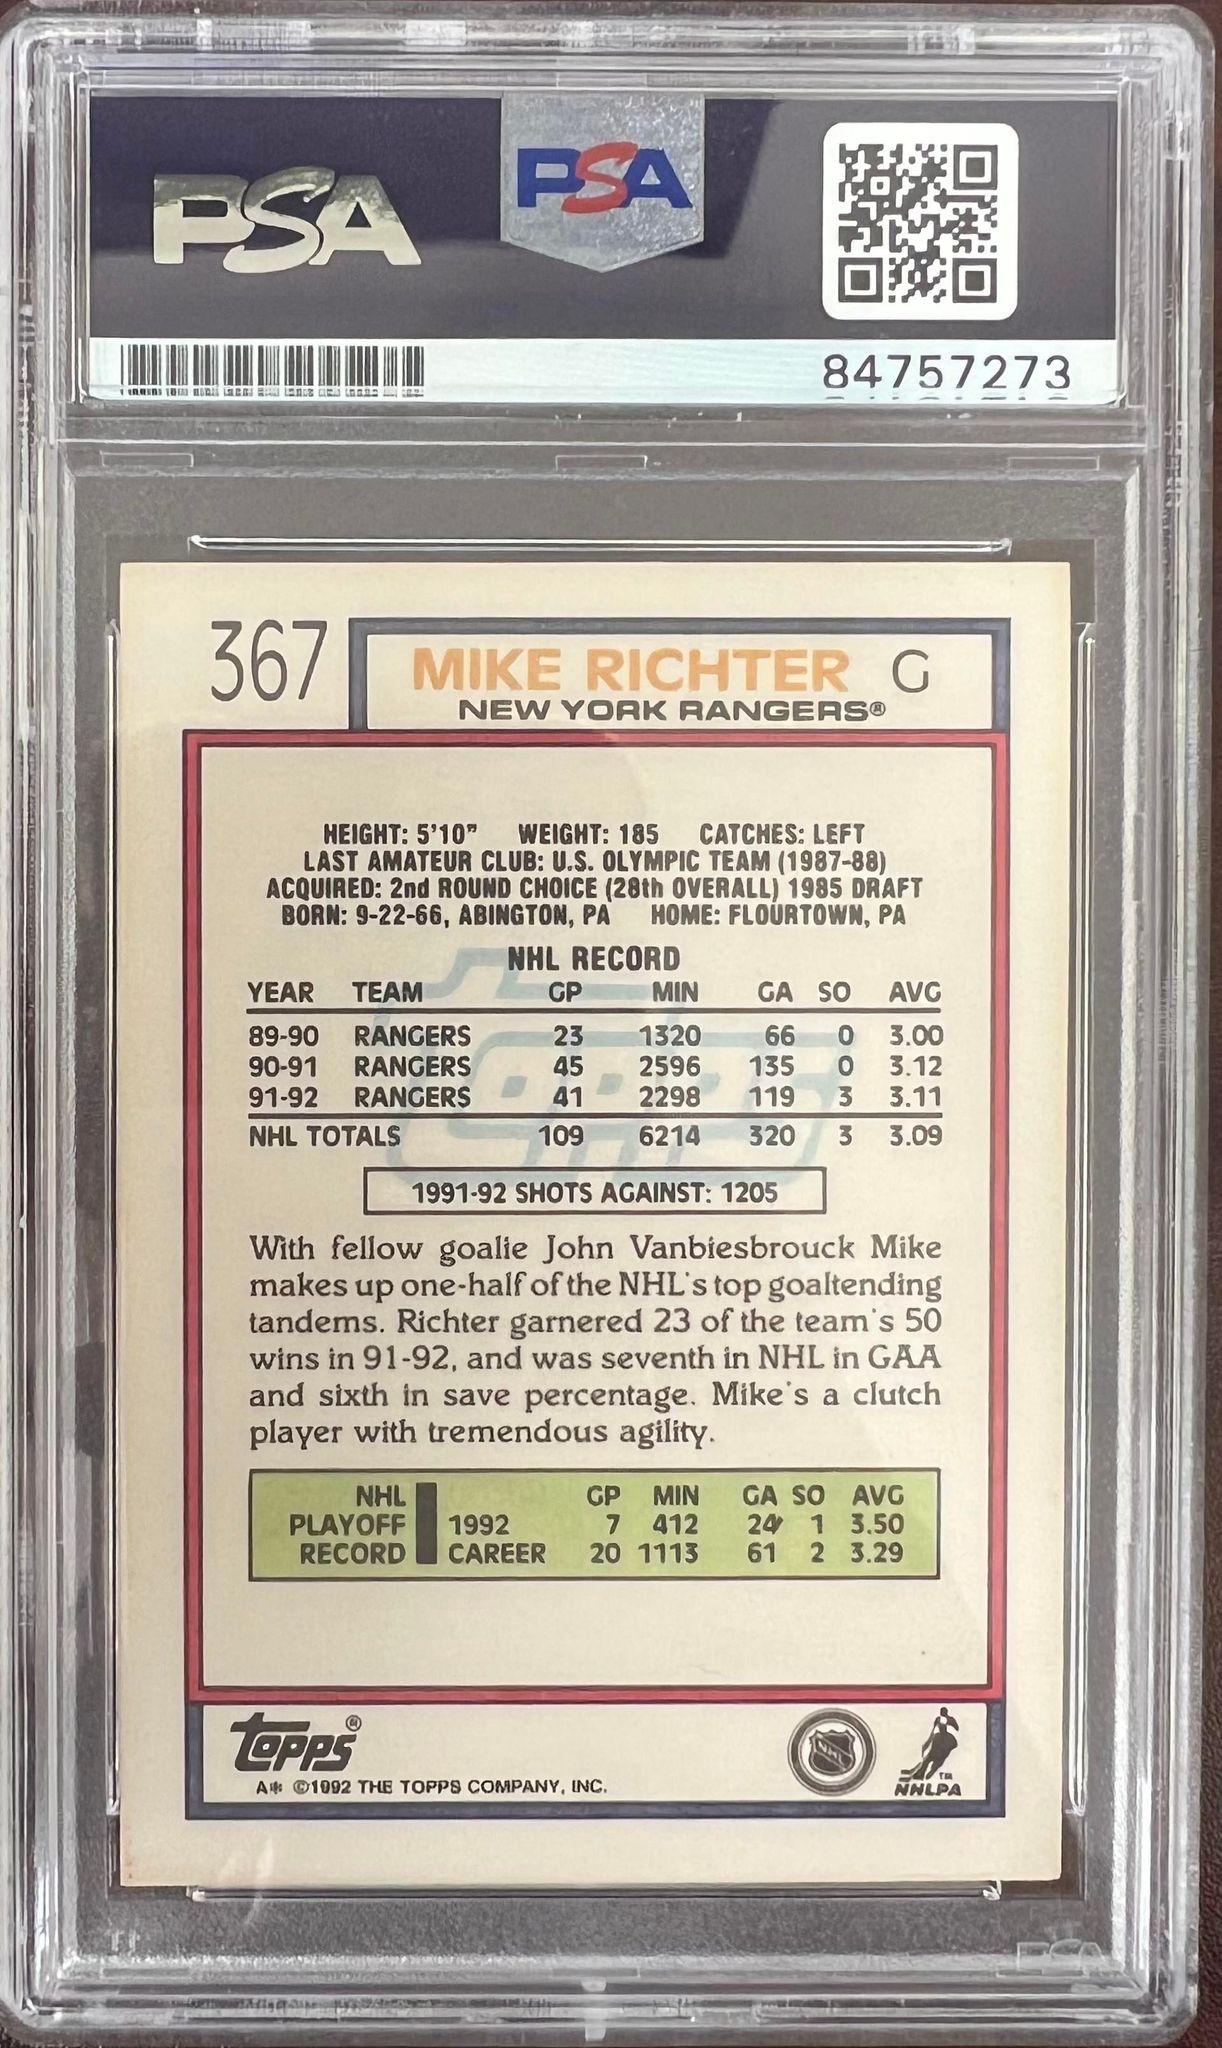 PSA
PSA
84757273
367
MIKE RICHTER G
NEW YORK RANGERS®
HEIGHT: 5'10" WEIGHT: 185 CATCHES: LEFT
LAST AMATEUR CLUB: U.S. OLYMPIC TEAM (1987-88)
ACQUIRED: 2nd ROUND CHOICE (28th OVERALL) 1985 DRAFT
BORN: 9-22-66, ABINGTON, PA HOME: FLOURTOWN, PA
NHL RECORD
YEAR TEAM GP MIN GA SO AVG
89-90 RANGERS 23 1320 66 0 3.00
90-91 RANGERS 45 2596 135 0 3.12
91-92 RANGERS 41 2298 119 3 3.11
NHL TOTALS 109 6214 320 3 3.09
topps
1991-92 SHOTS AGAINST: 1205
With fellow goalie John Vanbiesbrouck Mike
makes up one-half of the NHL's top goaltending
tandems. Richter garnered 23 of the team's 50
wins in 91-92, and was seventh in NHL in GAA
and sixth in save percentage. Mike's a clutch
player with tremendous agility.
NHL GP MIN GA SO AVG
PLAYOFF 1992 7 412 24 1 3.50
RECORD CAREER 20 1113 61 2 3.29
topps®
A✱ ©1992 THE TOPPS COMPANY, INC.
NHL
NHLPA™
PSA